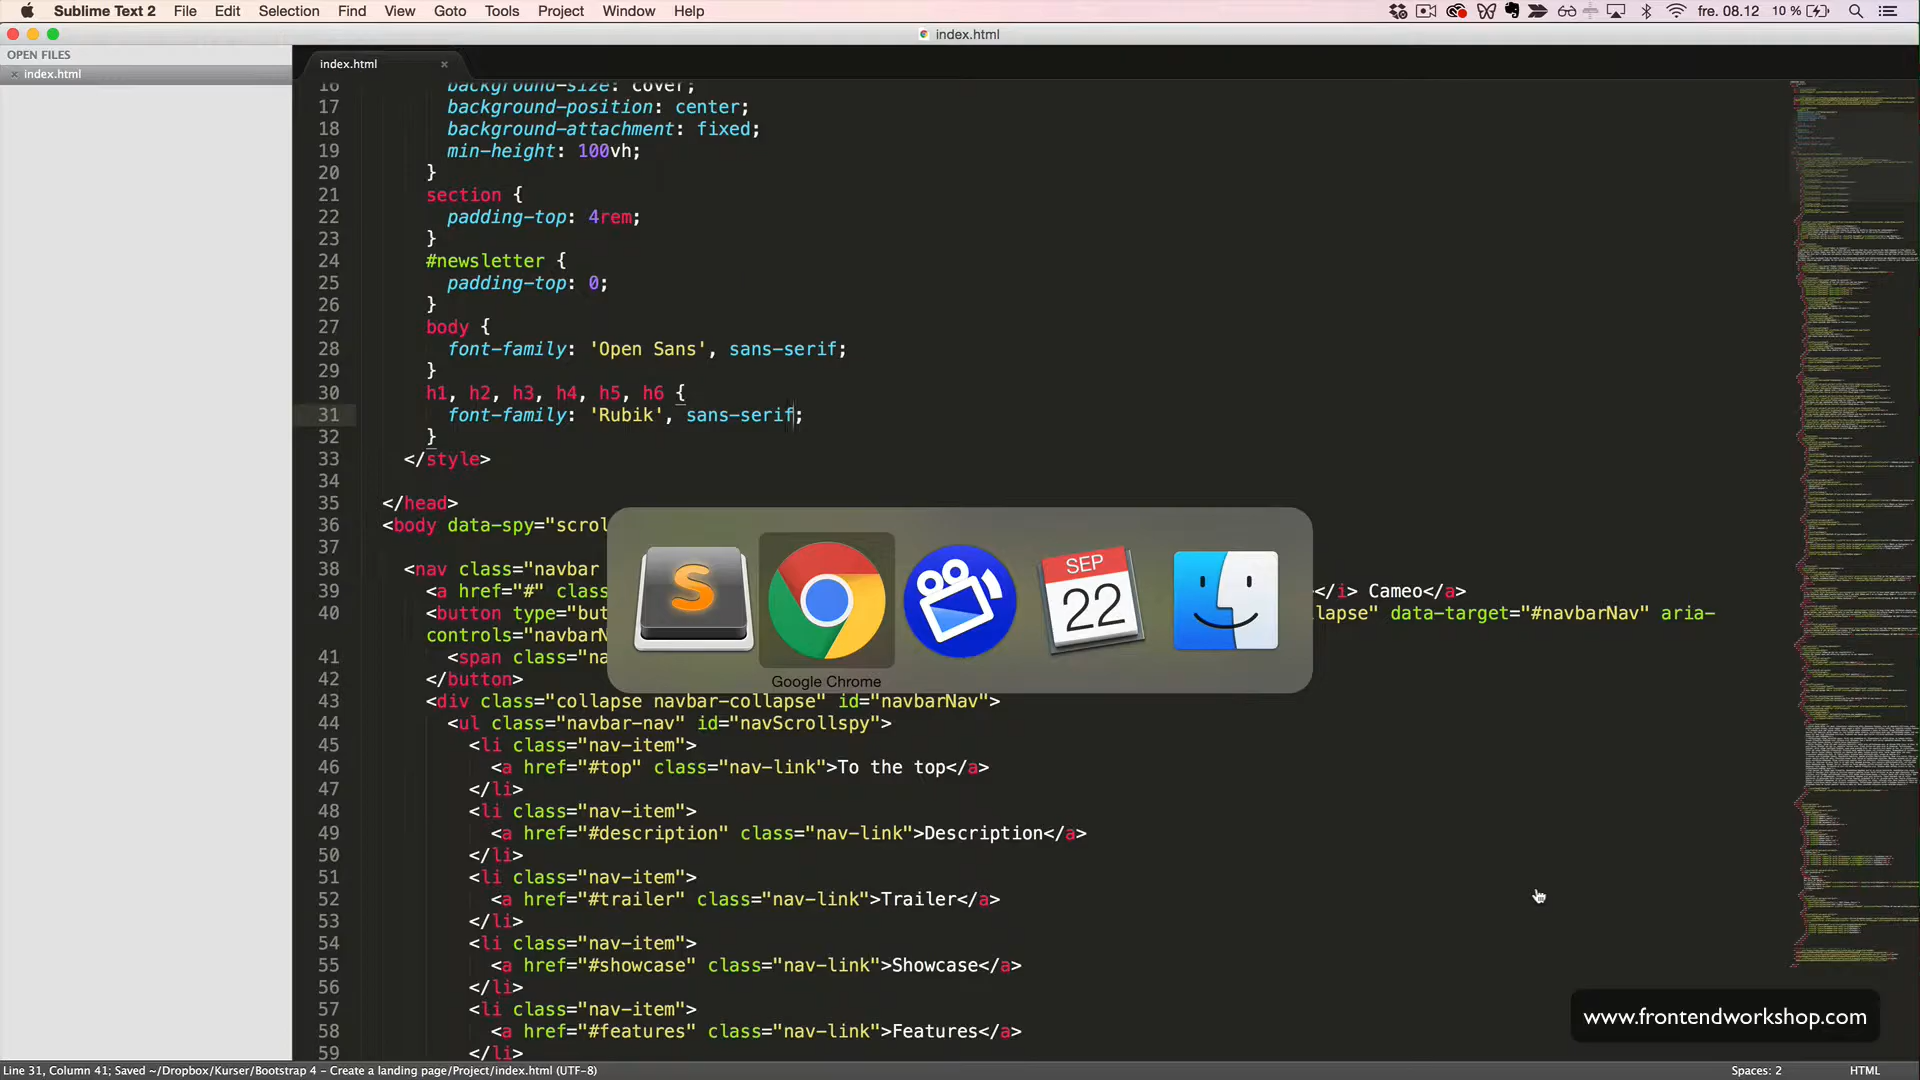 Sublime Text 2 File Edit Selection Find View Goto Tools Project Window Help fre. 08.12 10 %
index.html
OPEN FILES
index.html
index.html
16 background-size: cover;
17 background-position: center;
18 background-attachment: fixed;
19 min-height: 100vh;
20 }
21 section {
22 padding-top: 4rem;
23 }
24 #newsletter {
25 padding-top: 0;
26 }
27 body {
28 font-family: 'Open Sans', sans-serif;
29 }
30 h1, h2, h3, h4, h5, h6 {
31 font-family: 'Rubik', sans-serif;
32 }
33 </style>
34
35 </head>
36 <body data-spy="scrol
37
38 <nav class="navbar
39 <a href="#" class </i> Cameo</a>
40 <button type="but lapse" data-target="#navbarNav" aria-
controls="navbarN
41 <span class="na
42 </button>
43 <div class="collapse navbar-collapse" id="navbarNav">
44 <ul class="navbar-nav" id="navScrollspy">
45 <li class="nav-item">
46 <a href="#top" class="nav-link">To the top</a>
47 </li>
48 <li class="nav-item">
49 <a href="#description" class="nav-link">Description</a>
50 </li>
51 <li class="nav-item">
52 <a href="#trailer" class="nav-link">Trailer</a>
53 </li>
54 <li class="nav-item">
55 <a href="#showcase" class="nav-link">Showcase</a>
56 </li>
57 <li class="nav-item">
58 <a href="#features" class="nav-link">Features</a>
59 </li>
S
SEP
22
Google Chrome
www.frontendworkshop.com
Line 31, Column 41; Saved ~/Dropbox/Kurser/Bootstrap 4 - Create a landing page/Project/index.html (UTF-8) Spaces: 2 HTML